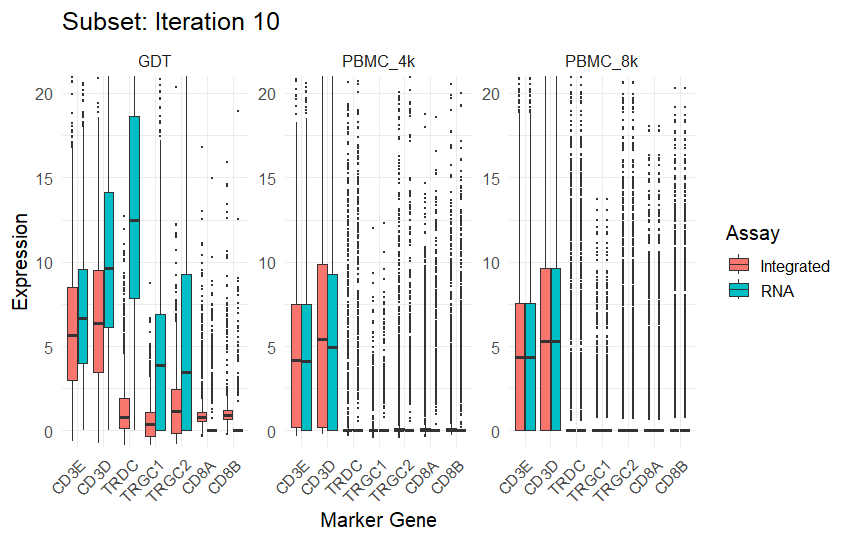 Subset: Iteration 10
GDT PBMC_4k PBMC_8k
20 20 20
15 15 15
10 10 10
5 5 5
0 0 0
Expression
CD3E CD3D TRDC TRGC1 TRGC2 CD8A CD8B CD3E CD3D TRDC TRGC1 TRGC2 CD8A CD8B CD3E CD3D TRDC TRGC1 TRGC2 CD8A CD8B
Marker Gene
Assay
Integrated
RNA